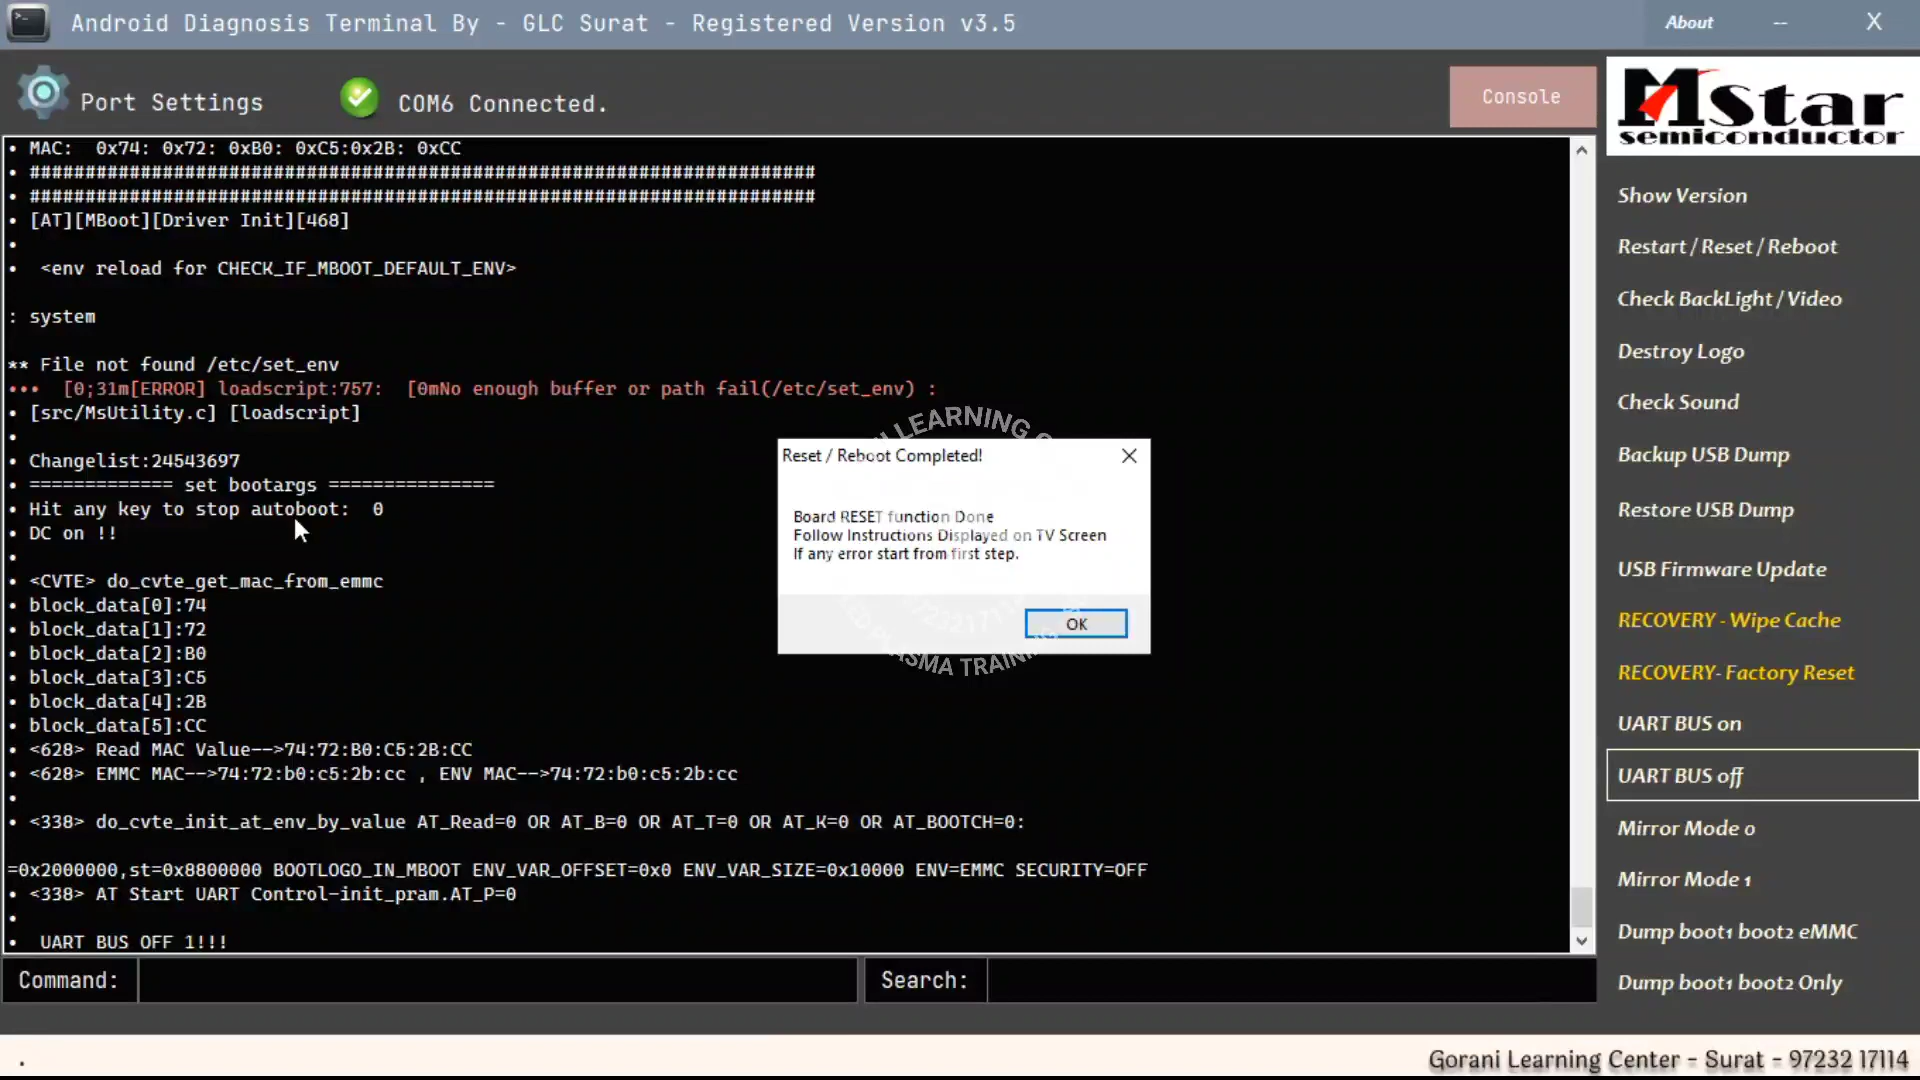 Android Diagnosis Terminal By - GLC Surat - Registered Version v3.5
About -- X
Port Settings
COM6 Connected.
Console
MStar
semiconductor
• MAC:  0x74: 0x72: 0xB0: 0xC5:0x2B: 0xCC
• #######################################################################
• #######################################################################
• [AT][MBoot][Driver Init][468]
•
•  <env reload for CHECK_IF_MBOOT_DEFAULT_ENV>
: system
** File not found /etc/set_env
•••  [0;31m[ERROR] loadscript:757:  [0mNo enough buffer or path fail(/etc/set_env) :
• [src/MsUtility.c] [loadscript]
•
• Changelist:24543697
• ============= set bootargs ===============
• Hit any key to stop autoboot:  0
• DC on !!
•
• <CVTE> do_cvte_get_mac_from_emmc
• block_data[0]:74
• block_data[1]:72
• block_data[2]:B0
• block_data[3]:C5
• block_data[4]:2B
• block_data[5]:CC
• <628> Read MAC Value-->74:72:B0:C5:2B:CC
• <628> EMMC MAC-->74:72:b0:c5:2b:cc , ENV MAC-->74:72:b0:c5:2b:cc
•
• <338> do_cvte_init_at_env_by_value AT_Read=0 OR AT_B=0 OR AT_T=0 OR AT_K=0 OR AT_BOOTCH=0:
=0x2000000,st=0x8800000 BOOTLOGO_IN_MBOOT ENV_VAR_OFFSET=0x0 ENV_VAR_SIZE=0x10000 ENV=EMMC SECURITY=OFF
• <338> AT Start UART Control-init_pram.AT_P=0
•
•  UART BUS OFF 1!!!
Reset / Reboot Completed!
Board RESET function Done
Follow Instructions Displayed on TV Screen
If any error start from first step.
OK
LEARNING
PLASMA TRAINING
Show Version
Restart / Reset / Reboot
Check BackLight / Video
Destroy Logo
Check Sound
Backup USB Dump
Restore USB Dump
USB Firmware Update
RECOVERY - Wipe Cache
RECOVERY- Factory Reset
UART BUS on
UART BUS off
Mirror Mode 0
Mirror Mode 1
Dump boot1 boot2 eMMC
Dump boot1 boot2 Only
Command:
Search:
.
Gorani Learning Center - Surat - 97232 17114